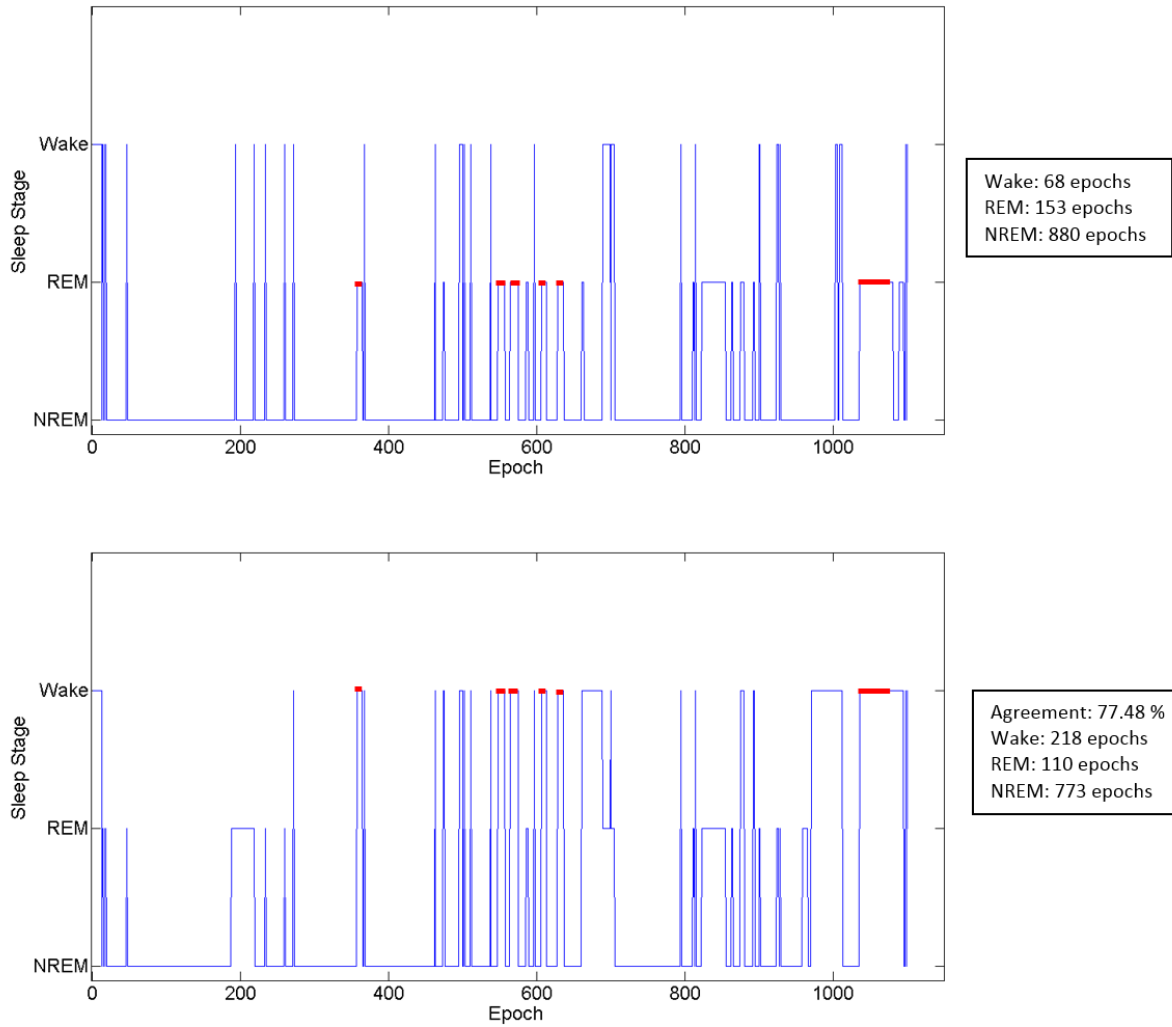 Wake
REM
NREM
Sleep Stage
0 200 400 600 800 1000
Epoch
Wake: 68 epochs
REM: 153 epochs
NREM: 880 epochs
Wake
REM
NREM
Sleep Stage
0 200 400 600 800 1000
Epoch
Agreement: 77.48 %
Wake: 218 epochs
REM: 110 epochs
NREM: 773 epochs